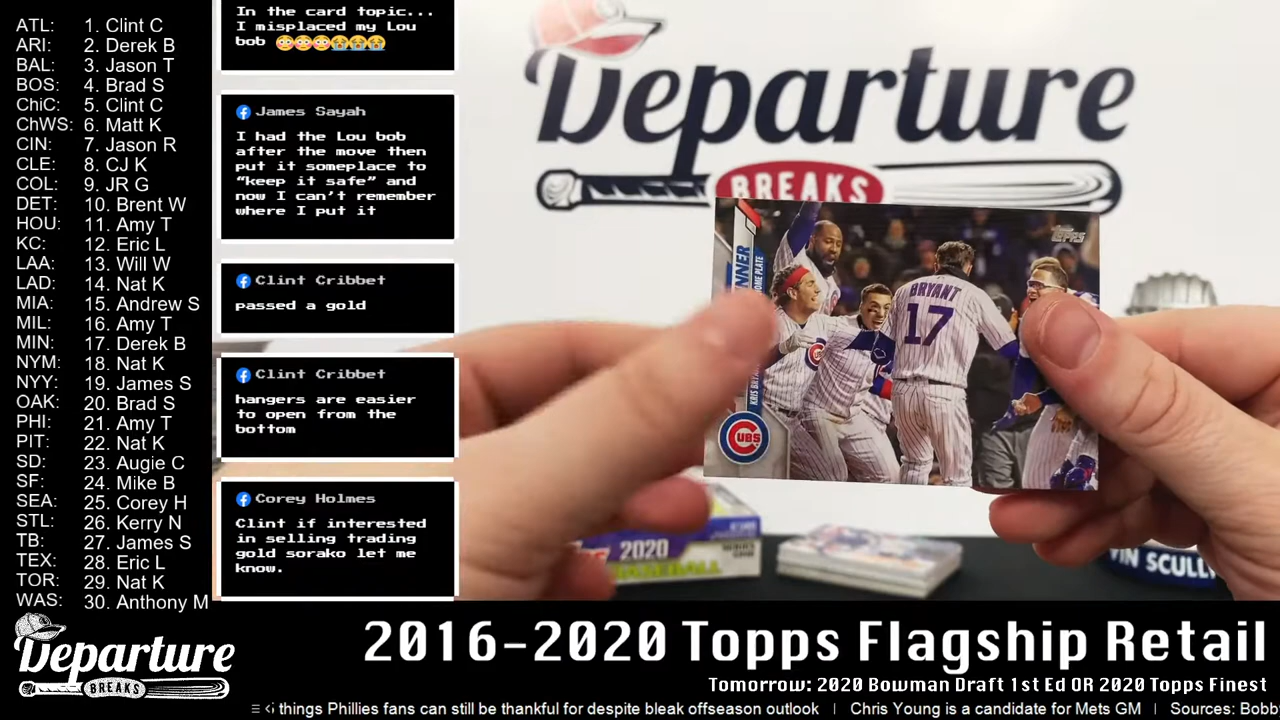 ATL: 1. Clint C
ARI: 2. Derek B
BAL: 3. Jason T
BOS: 4. Brad S
ChiC: 5. Clint C
ChWS: 6. Matt K
CIN: 7. Jason R
CLE: 8. CJ K
COL: 9. JR G
DET: 10. Brent W
HOU: 11. Amy T
KC: 12. Eric L
LAA: 13. Will W
LAD: 14. Nat K
MIA: 15. Andrew S
MIL: 16. Amy T
MIN: 17. Derek B
NYM: 18. Nat K
NYY: 19. James S
OAK: 20. Brad S
PHI: 21. Amy T
PIT: 22. Nat K
SD: 23. Augie C
SF: 24. Mike B
SEA: 25. Corey H
STL: 26. Kerry N
TB: 27. James S
TEX: 28. Eric L
TOR: 29. Nat K
WAS: 30. Anthony M
In the card topic...
I misplaced my Lou
bob 😳😳😳😭😭😭
James Sayah
I had the Lou bob
after the move then
put it someplace to
"keep it safe" and
now I can't remember
where I put it
Clint Cribbet
passed a gold
Clint Cribbet
hangers are easier
to open from the
bottom
Corey Holmes
Clint if interested
in selling trading
gold sorako let me
know.
Departure
BREAKS
TOPPS
BRYANT
17
KRIS
CUBS
2020
BASEBALL
VIN SCULLY
Departure
BREAKS
2016-2020 Topps Flagship Retail
Tomorrow: 2020 Bowman Draft 1st Ed OR 2020 Topps Finest
things Phillies fans can still be thankful for despite bleak offseason outlook | Chris Young is a candidate for Mets GM | Sources: Bobb